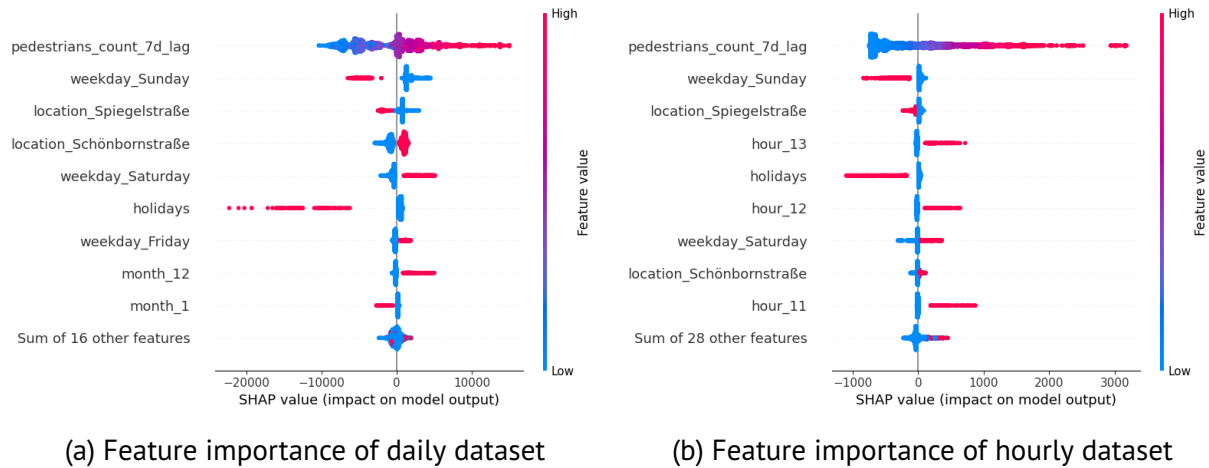 High
pedestrians_count_7d_lag
weekday_Sunday
location_Spiegelstraße
location_Schönbornstraße
weekday_Saturday
holidays
weekday_Friday
month_12
month_1
Sum of 16 other features
Low
Feature value
−20000 −10000 0 10000
SHAP value (impact on model output)
(a) Feature importance of daily dataset
High
pedestrians_count_7d_lag
weekday_Sunday
location_Spiegelstraße
hour_13
holidays
hour_12
weekday_Saturday
location_Schönbornstraße
hour_11
Sum of 28 other features
Low
Feature value
−1000 0 1000 2000 3000
SHAP value (impact on model output)
(b) Feature importance of hourly dataset